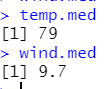 > temp.med
[1] 79
> wind.med
[1] 9.7